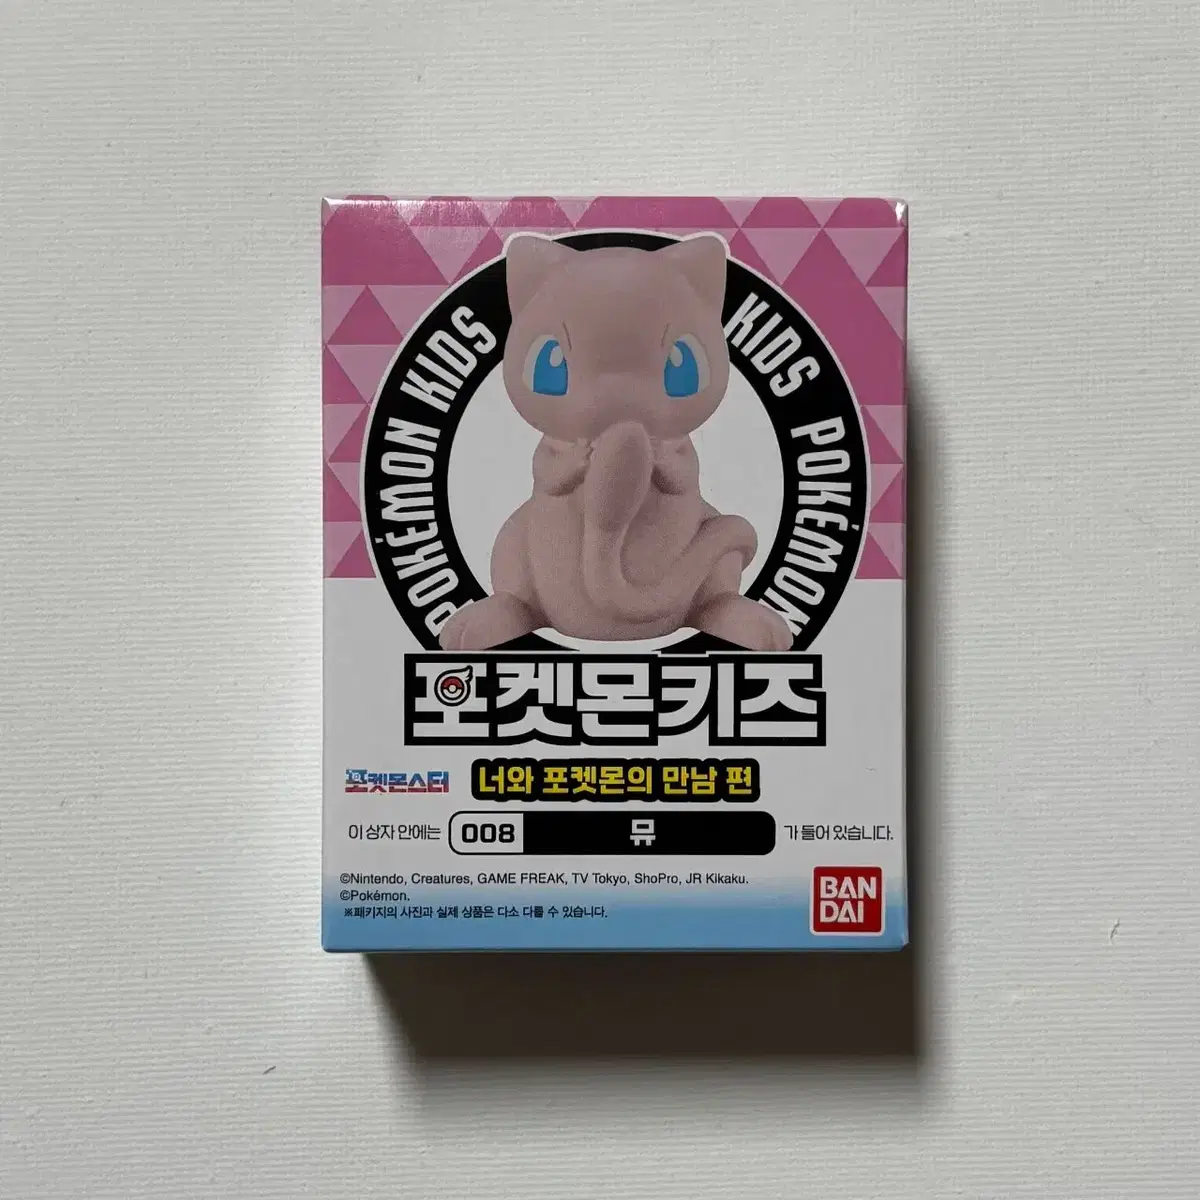 POKÉMON KIDS
KIDS POKÉMON
포켓몬키즈
포켓몬스터
너와 포켓몬의 만남 편
이 상자 안에는 008 뮤 가 들어 있습니다.
©Nintendo, Creatures, GAME FREAK, TV Tokyo, ShoPro, JR Kikaku.
©Pokémon.
※패키지의 사진과 실제 상품은 다소 다를 수 있습니다.
BAN
DAI